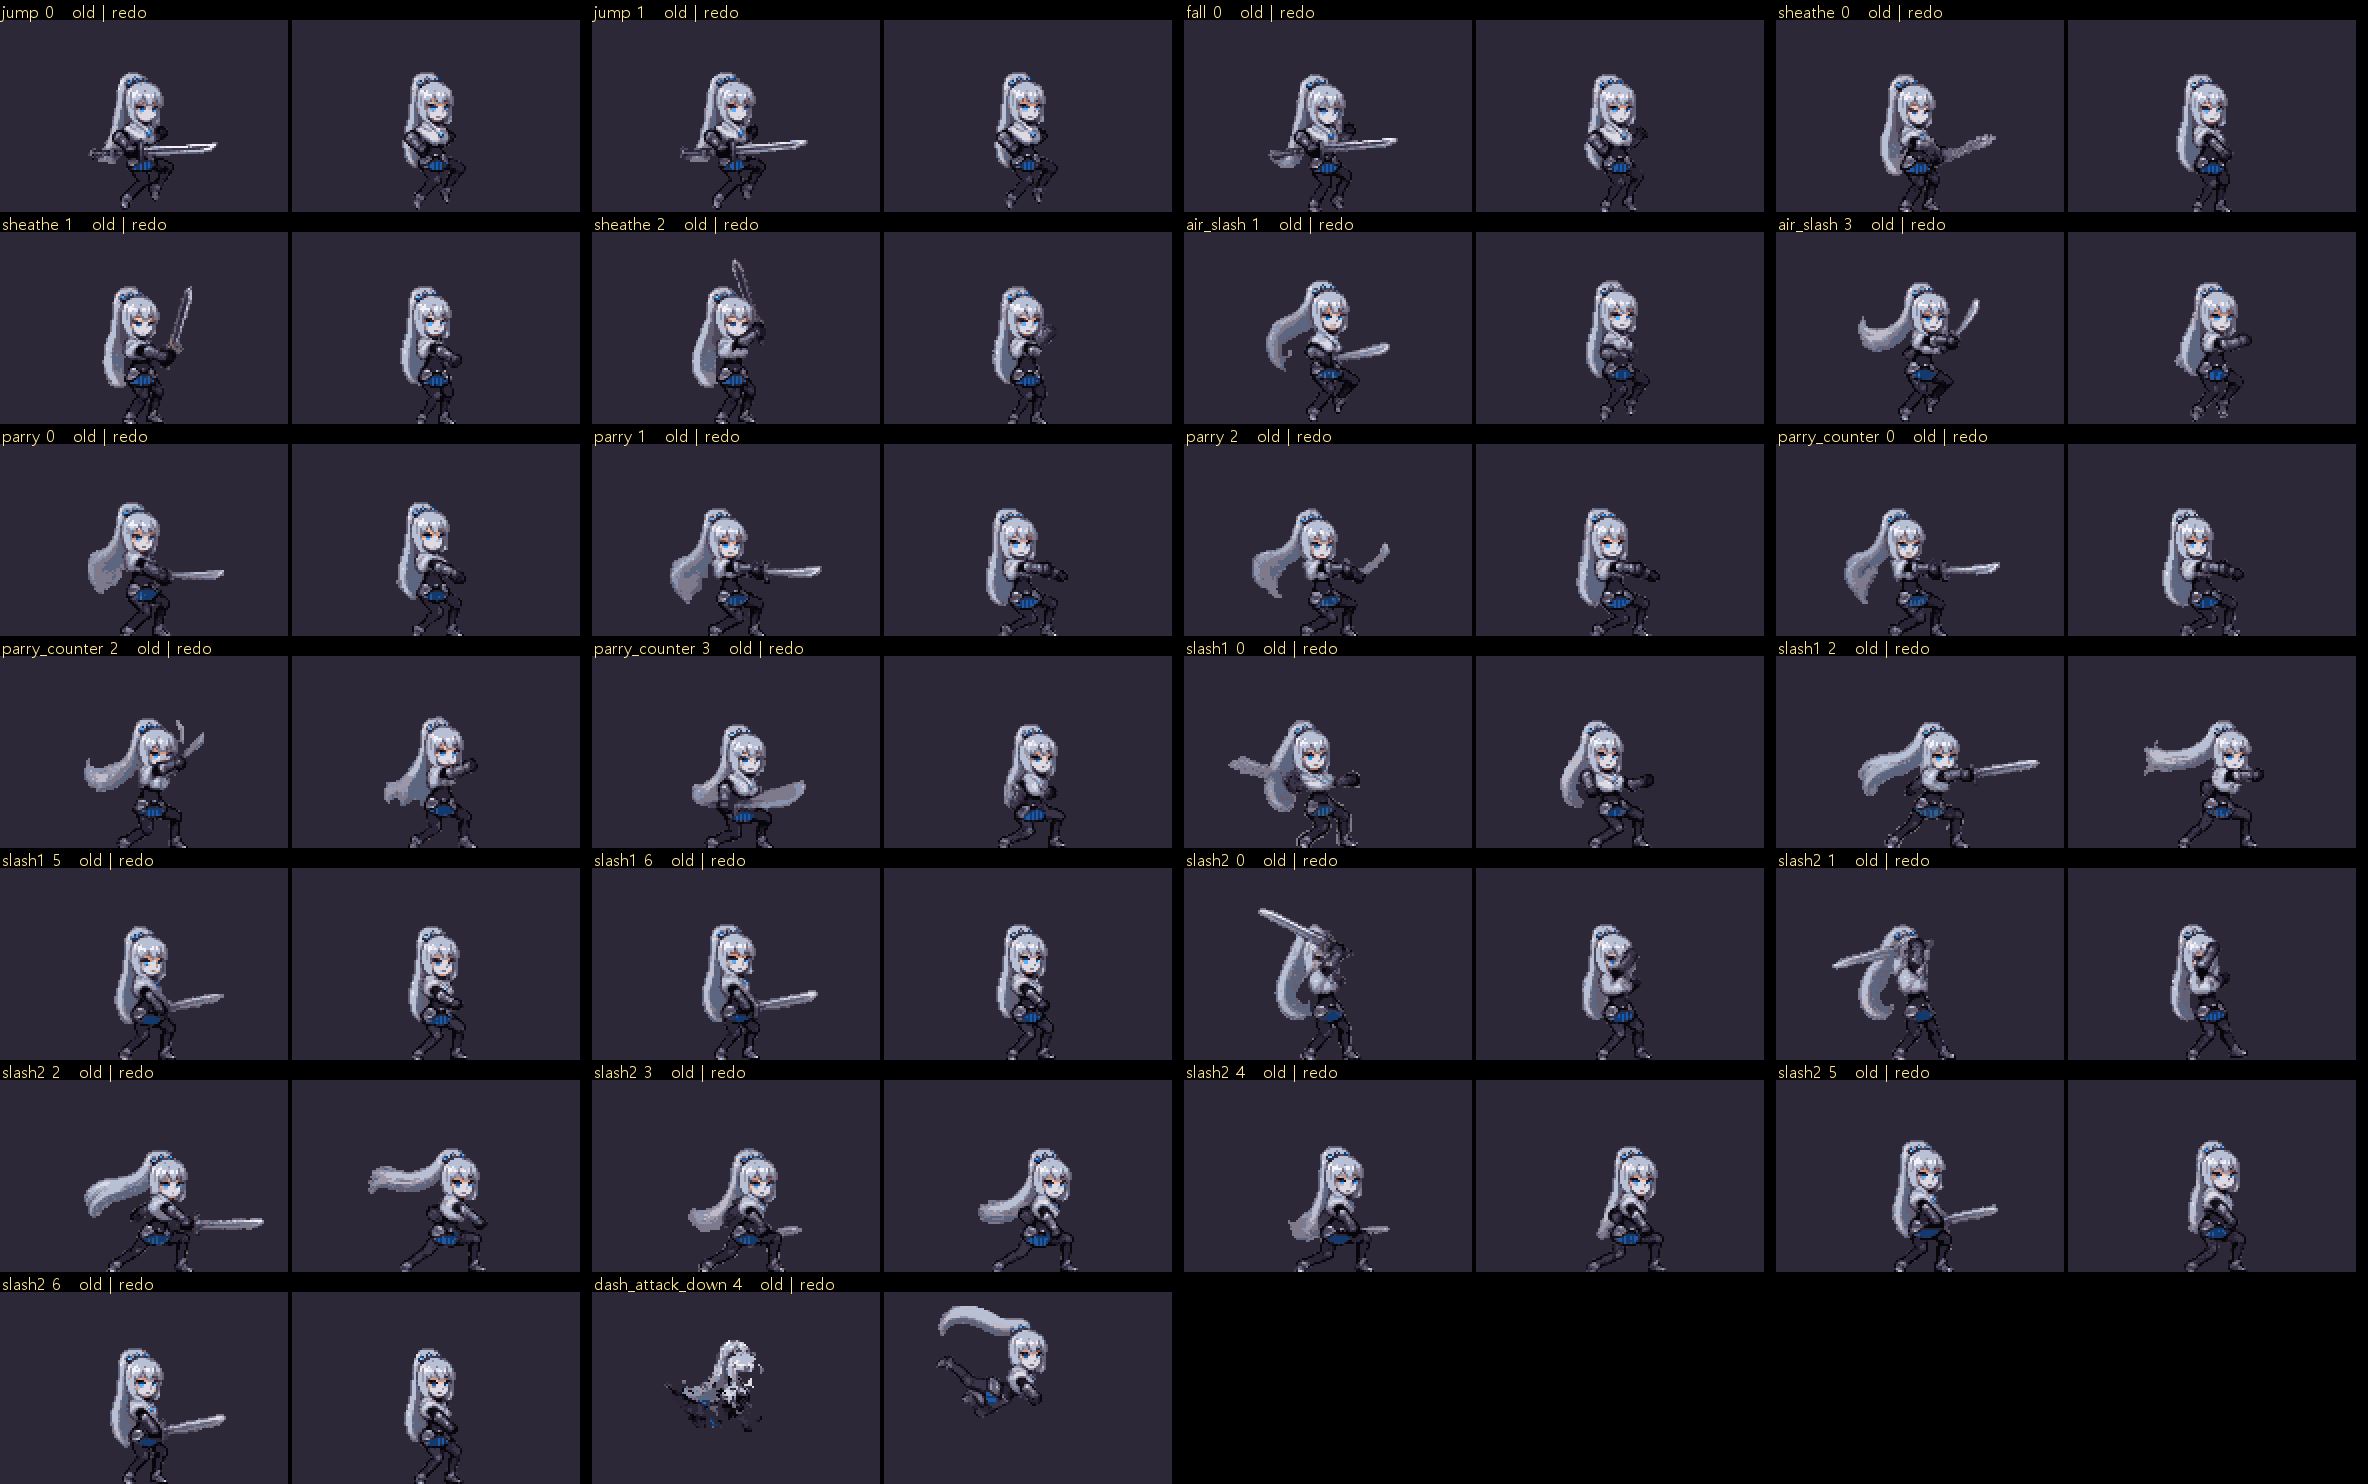 jump 0 old | redo
jump 1 old | redo
fall 0 old | redo
sheathe 0 old | redo
sheathe 1 old | redo
sheathe 2 old | redo
air_slash 1 old | redo
air_slash 3 old | redo
parry 0 old | redo
parry 1 old | redo
parry 2 old | redo
parry_counter 0 old | redo
parry_counter 2 old | redo
parry_counter 3 old | redo
slash1 0 old | redo
slash1 2 old | redo
slash1 5 old | redo
slash1 6 old | redo
slash2 0 old | redo
slash2 1 old | redo
slash2 2 old | redo
slash2 3 old | redo
slash2 4 old | redo
slash2 5 old | redo
slash2 6 old | redo
dash_attack_down 4 old | redo